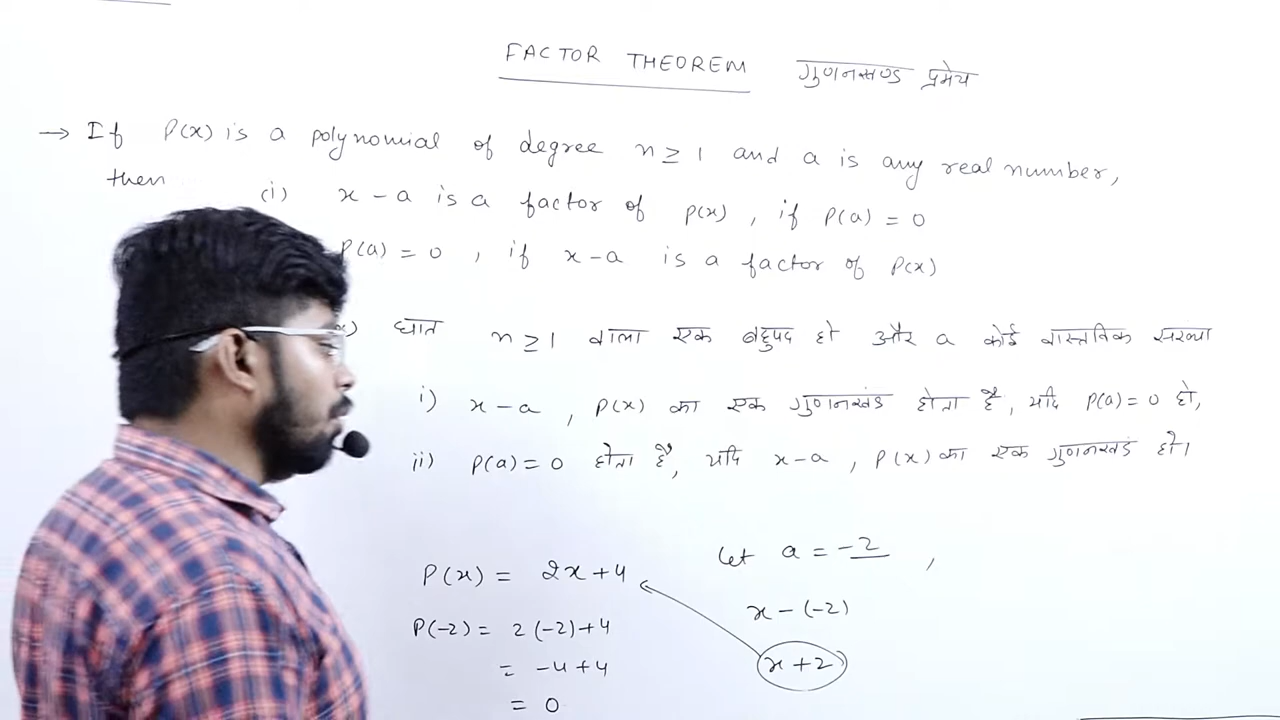 FACTOR THEOREM गुणनखण्ड प्रमेय
→ If P(x) is a polynomial of degree n ≥ 1 and a is any real number,
then (i) x - a is a factor of p(x), if P(a) = 0
P(a) = 0, if x-a is a factor of P(x)
घात n ≥ 1 वाला एक बहुपद हो और a कोई वास्तविक संख्या
i) x - a, P(x) का एक गुणनखंड होता है, यदि P(a) = 0 हो,
ii) P(a) = 0 होता है, यदि x-a, P(x) का एक गुणनखंड हो।
P(x) = 2x+4
P(-2) = 2(-2)+4
= -4+4
= 0
Let a = -2,
x - (-2)
x+2